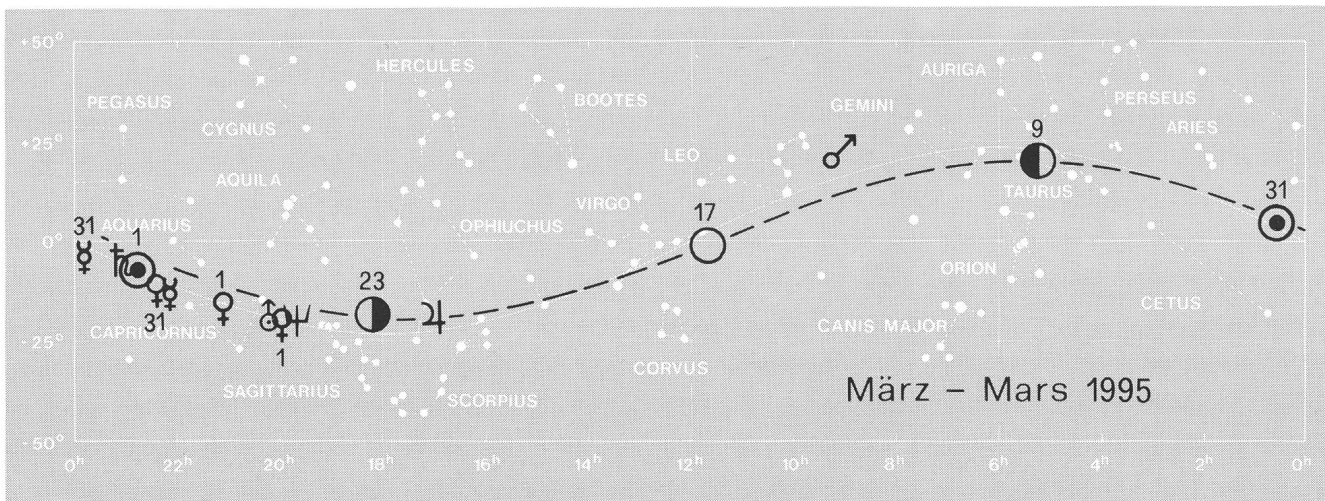 +50°
HERCULES
AURIGA
PEGASUS
BOOTES
GEMINI
PERSEUS
CYGNUS
9
ARIES
+25°
LEO
AQUILA
TAURUS
31
VIRGO
17
31
AQUARIUS
1
OPHIUCHUS
0°
1
23
ORION
31
CETUS
CAPRICORNUS
CANIS MAJOR
-25°
1
CORVUS
SAGITTARIUS
SCORPIUS
März – Mars 1995
-50°
0h 22h 20h 18h 16h 14h 12h 10h 8h 6h 4h 2h 0h